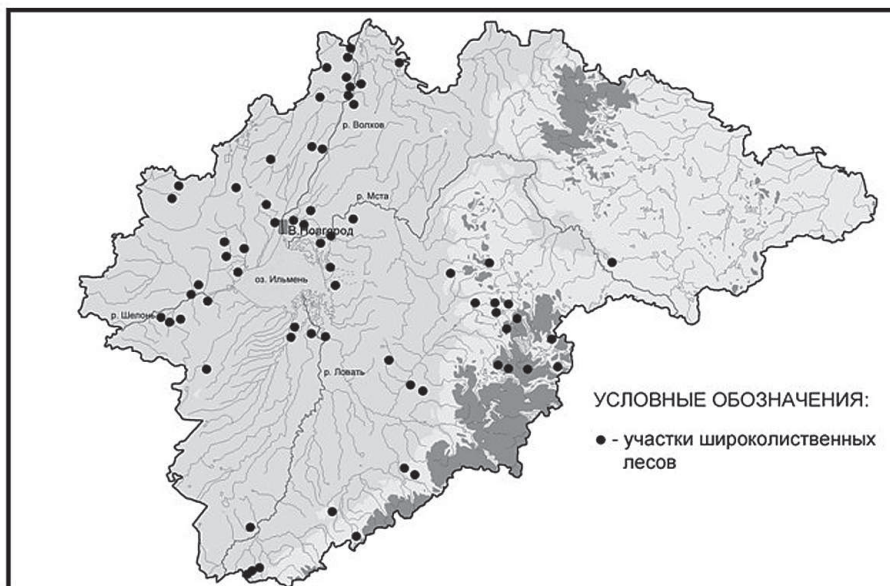 р. Волхов
р. Мста
В.Новгород
оз. Ильмень
р. Шелонь
р. Ловать
УСЛОВНЫЕ ОБОЗНАЧЕНИЯ:
- участки широколиственных
лесов